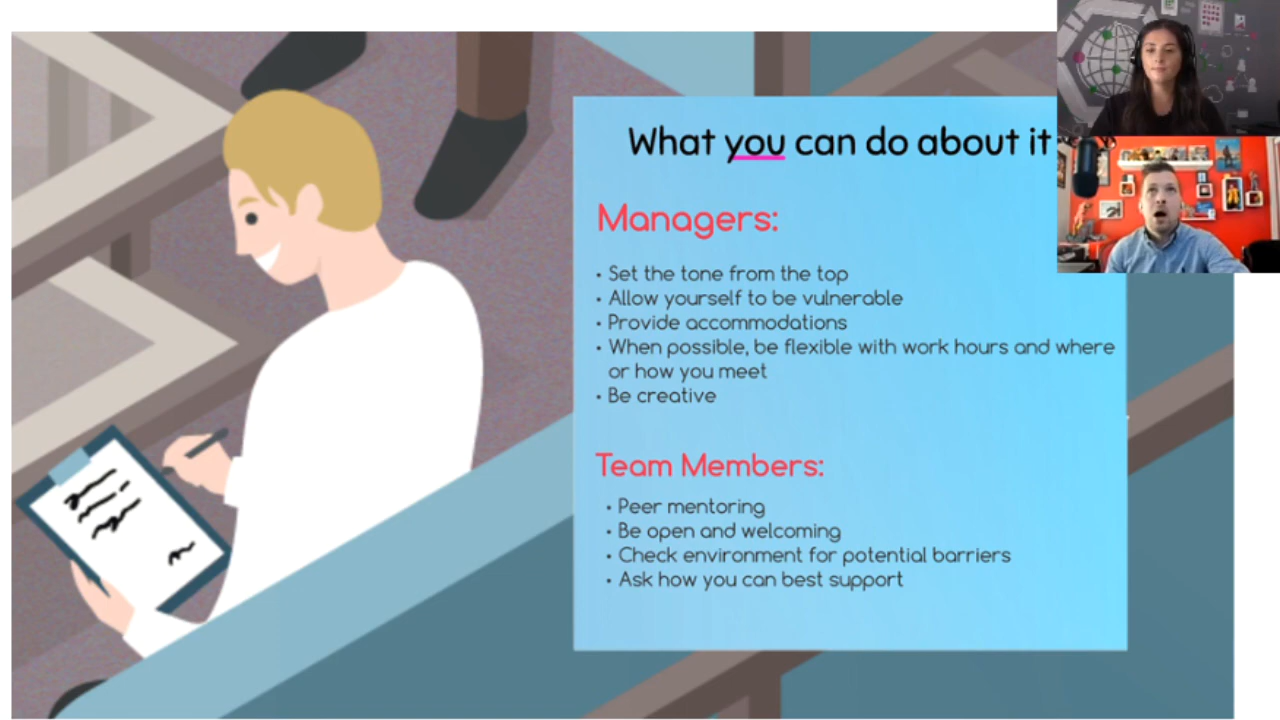 What you can do about it
Managers:
• Set the tone from the top
• Allow yourself to be vulnerable
• Provide accommodations
• When possible, be flexible with work hours and where
or how you meet
• Be creative
Team Members:
• Peer mentoring
• Be open and welcoming
• Check environment for potential barriers
• Ask how you can best support